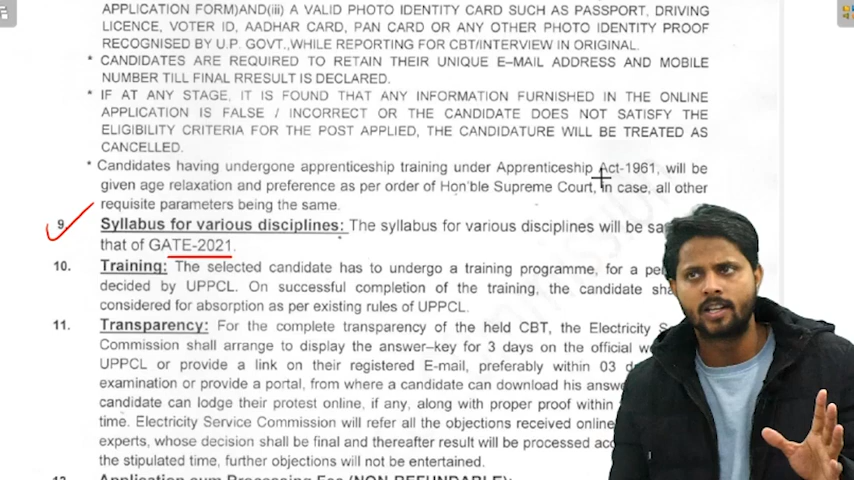 APPLICATION FORM)AND(iii) A VALID PHOTO IDENTITY CARD SUCH AS PASSPORT, DRIVING
LICENCE, VOTER ID, AADHAR CARD, PAN CARD OR ANY OTHER PHOTO IDENTITY PROOF
RECOGNISED BY U.P. GOVT.,WHILE REPORTING FOR CBT/INTERVIEW IN ORIGINAL.
* CANDIDATES ARE REQUIRED TO RETAIN THEIR UNIQUE E-MAIL ADDRESS AND MOBILE
NUMBER TILL FINAL RRESULT IS DECLARED.
* IF AT ANY STAGE, IT IS FOUND THAT ANY INFORMATION FURNISHED IN THE ONLINE
APPLICATION IS FALSE / INCORRECT OR THE CANDIDATE DOES NOT SATISFY THE
ELIGIBILITY CRITERIA FOR THE POST APPLIED, THE CANDIDATURE WILL BE TREATED AS
CANCELLED.
* Candidates having undergone apprenticeship training under Apprenticeship Act-1961, will be
given age relaxation and preference as per order of Hon'ble Supreme Court, in case, all other
requisite parameters being the same.
9. Syllabus for various disciplines: The syllabus for various disciplines will be
that of GATE-2021.
10. Training: The selected candidate has to undergo a training programme, for a
decided by UPPCL. On successful completion of the training, the candidate
considered for absorption as per existing rules of UPPCL.
11. Transparency: For the complete transparency of the held CBT, the Electricity
Commission shall arrange to display the answer-key for 3 days on the official
UPPCL or provide a link on their registered E-mail, preferably within 03
examination or provide a portal, from where a candidate can download his
candidate can lodge their protest online, if any, along with proper proof within
time. Electricity Service Commission will refer all the objections received online
experts, whose decision shall be final and thereafter result will be processed
the stipulated time, further objections will not be entertained.
Application cum Processing Fee (NON-REFUNDABLE):